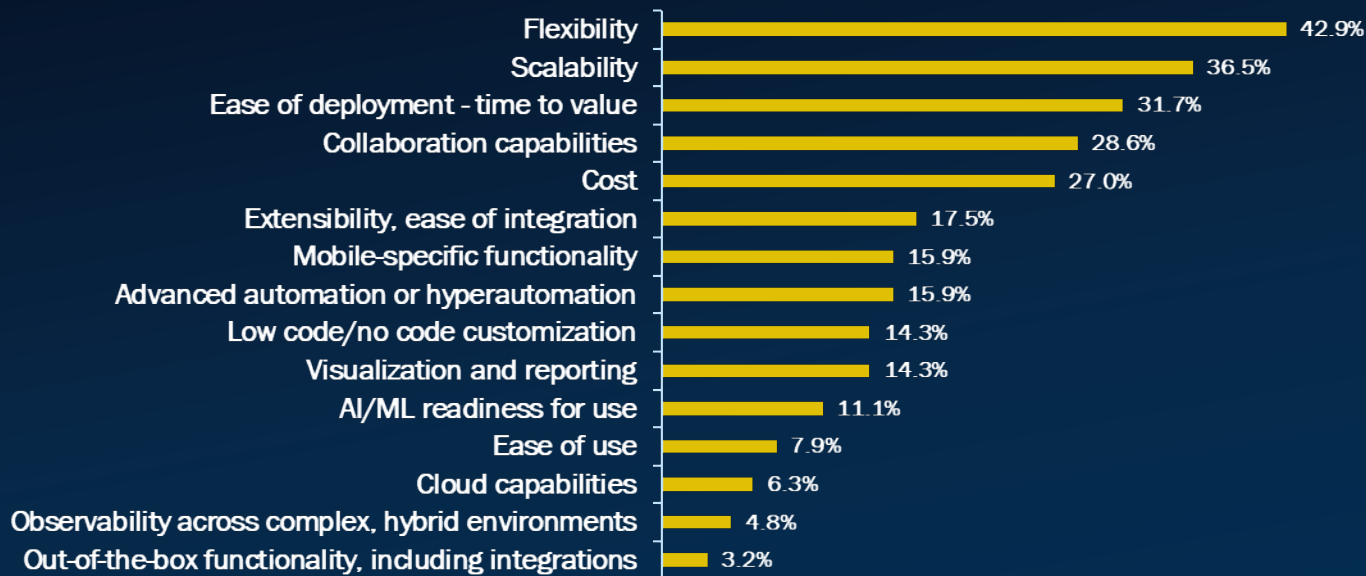 Flexibility 42.9%
Scalability 36.5%
Ease of deployment - time to value 31.7%
Collaboration capabilities 28.6%
Cost 27.0%
Extensibility, ease of integration 17.5%
Mobile-specific functionality 15.9%
Advanced automation or hyperautomation 15.9%
Low code/no code customization 14.3%
Visualization and reporting 14.3%
AI/ML readiness for use 11.1%
Ease of use 7.9%
Cloud capabilities 6.3%
Observability across complex, hybrid environments 4.8%
Out-of-the-box functionality, including integrations 3.2%